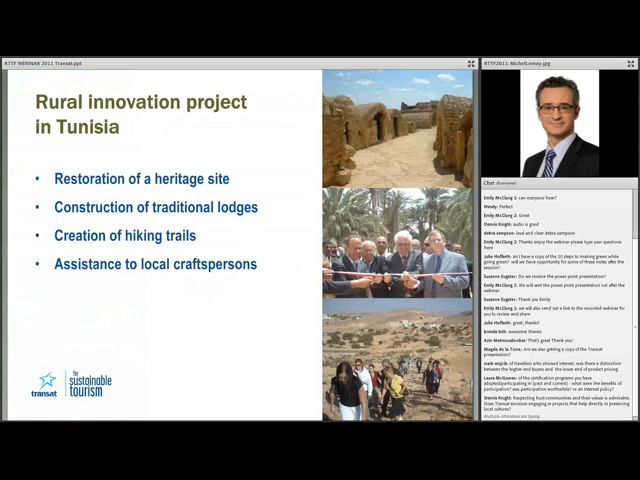 RTTF WEBINAR 2011 Transat.ppt
Rural innovation project
in Tunisia
• Restoration of a heritage site
• Construction of traditional lodges
• Creation of hiking trails
• Assistance to local craftspersons
transat
for
sustainable
tourism
RTTF2011-MichelLemay.jpg
Chat (Everyone)
Emily McClung 2: can everyone hear?
Wendy: Perfect
Emily McClung 2: Great
Dennis Knight: audio is good
debra sampson: loud and clear debra sampson
Emily McClung 2: Thanks enjoy the webinar please type your questions
here
Julie Hoffseth: an I have a copy of the 10 steps to making green while
going green? will we have opportunity for some of these notes after the
session?
Suzanne Eugster: Do we receive the power point presentation?
Emily McClung 2: We will sent the power point presentation out after the
webinar
Suzanne Eugster: Thank you Emily
Emily McClung 2: we will also send out a link to the recorded webinar for
you to review and share
Julie Hoffseth: great, thanks!
brenda loth: awesome thanks
That's great Thank you!
Magda de la Torre: Are we also getting a copy of the Transat
presentation?
of travellers who showed interest, was there a distinction
between the higher end buyers and the lower end of product pricing
Laura McGowan: of the certification programs you have
adopted/participating in (past and current) - what were the benefits of
participation? was participation worthwhile? vs an internal policy?
Dennis Knight: Respecting host communities and their values is admirable.
Does Transat envision engaging in projects that help directly in preserving
local cultures?
Multiple Attendees are typing...